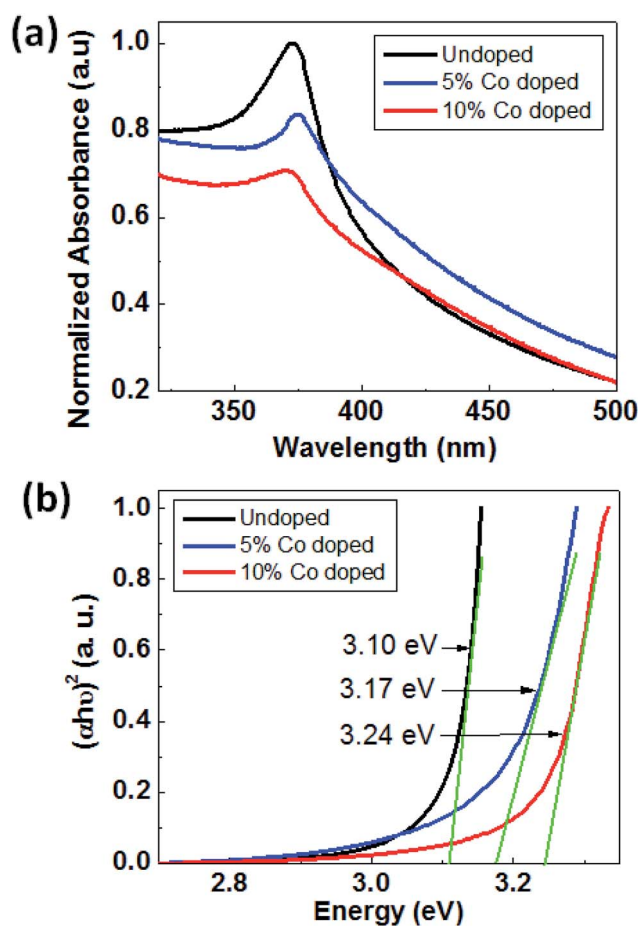 (a)
1.0
0.8
0.6
0.4
0.2
Normalized Absorbance (a.u)
Undoped
5% Co doped
10% Co doped
350
400
450
500
Wavelength (nm)
(b)
1.0
0.8
0.6
0.4
0.2
0.0
(αhυ)² (a. u.)
Undoped
5% Co doped
10% Co doped
3.10 eV
3.17 eV
3.24 eV
2.8
3.0
3.2
Energy (eV)